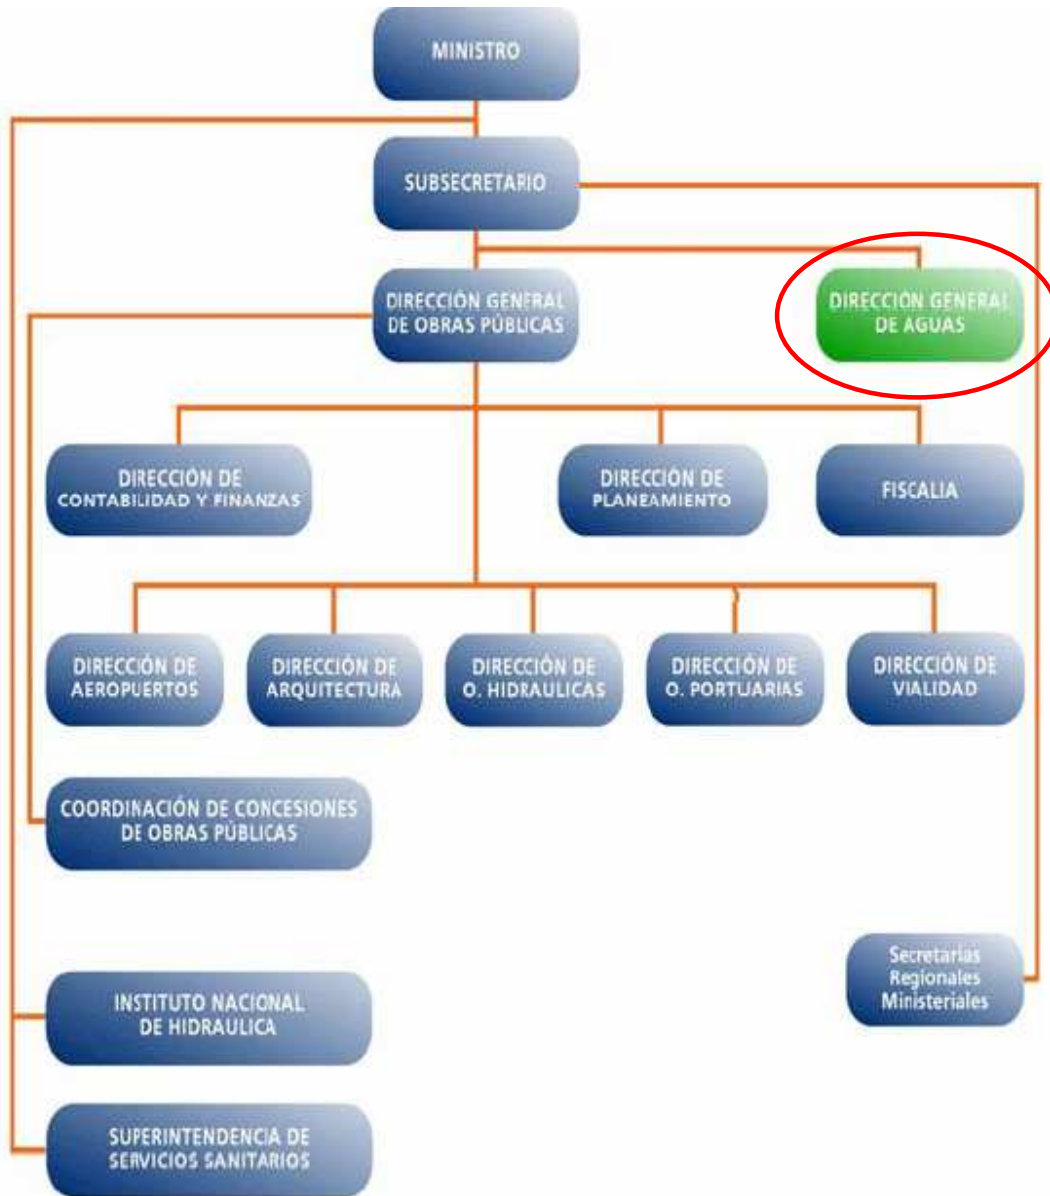 MINISTRO
SUBSECRETARIO
DIRECCIÓN GENERAL
DE OBRAS PÚBLICAS
DIRECCIÓN GENERAL
DE AGUAS
DIRECCIÓN DE
CONTABILIDAD Y FINANZAS
DIRECCIÓN DE
PLANEAMIENTO
FISCALIA
DIRECCIÓN DE
AEROPUERTOS
DIRECCIÓN DE
ARQUITECTURA
DIRECCIÓN DE
O. HIDRAULICAS
DIRECCIÓN DE
O. PORTUARIAS
DIRECCIÓN DE
VIALIDAD
COORDINACIÓN DE CONCESIONES
DE OBRAS PÚBLICAS
Secretarías
Regionales
Ministeriales
INSTITUTO NACIONAL
DE HIDRAULICA
SUPERINTENDENCIA DE
SERVICIOS SANITARIOS